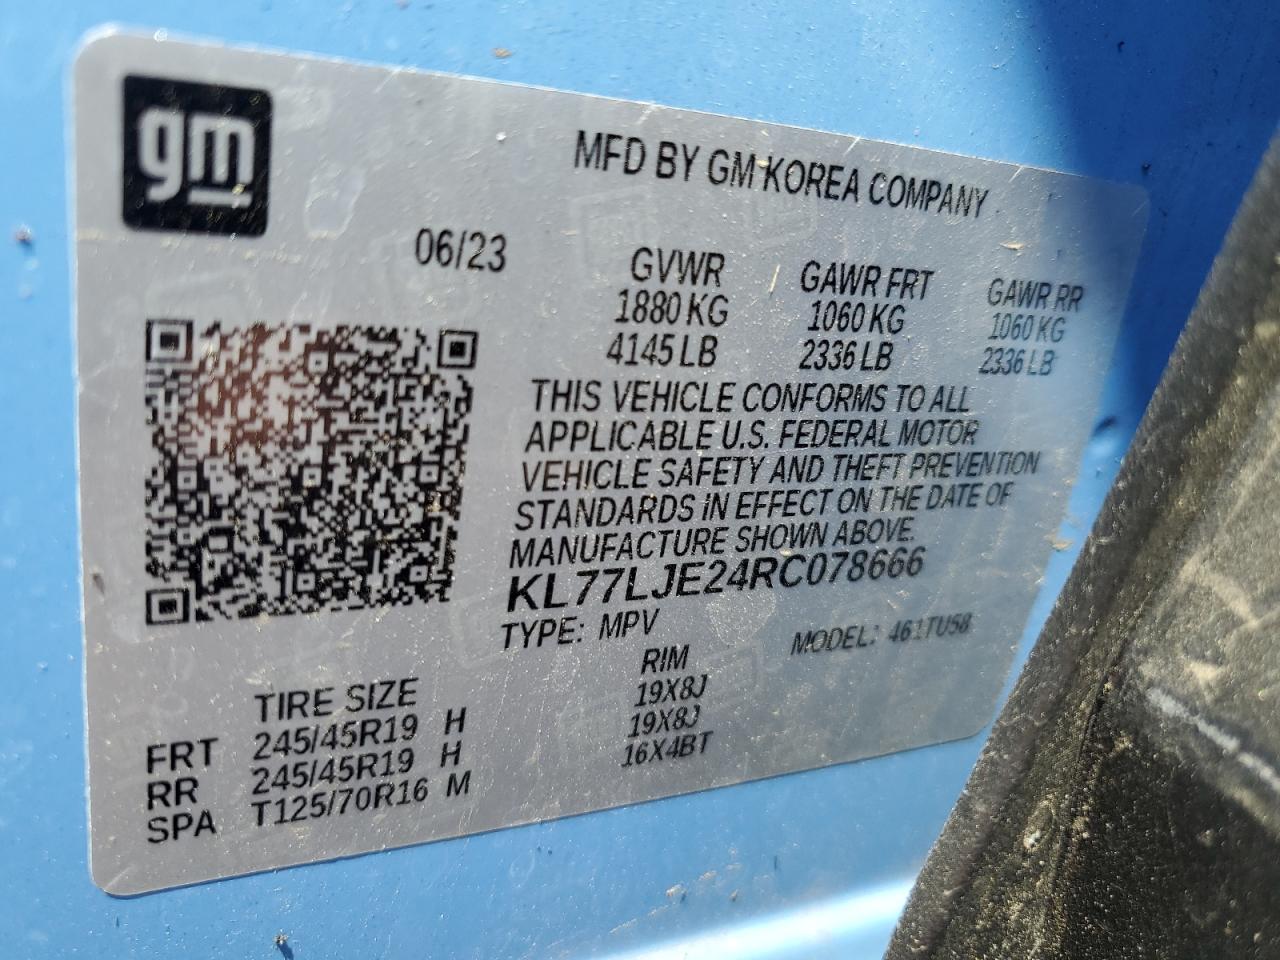 gm
MFD BY GM KOREA COMPANY
06/23
GVWR GAWR FRT GAWR RR
1880 KG 1060 KG 1060 KG
4145 LB 2336 LB 2336 LB
THIS VEHICLE CONFORMS TO ALL
APPLICABLE U.S. FEDERAL MOTOR
VEHICLE SAFETY AND THEFT PREVENTION
STANDARDS IN EFFECT ON THE DATE OF
MANUFACTURE SHOWN ABOVE.
KL77LJE24RC078666
TYPE: MPV MODEL: 461TU58
TIRE SIZE RIM
FRT 245/45R19 H 19X8J
RR 245/45R19 H 19X8J
SPA T125/70R16 M 16X4BT